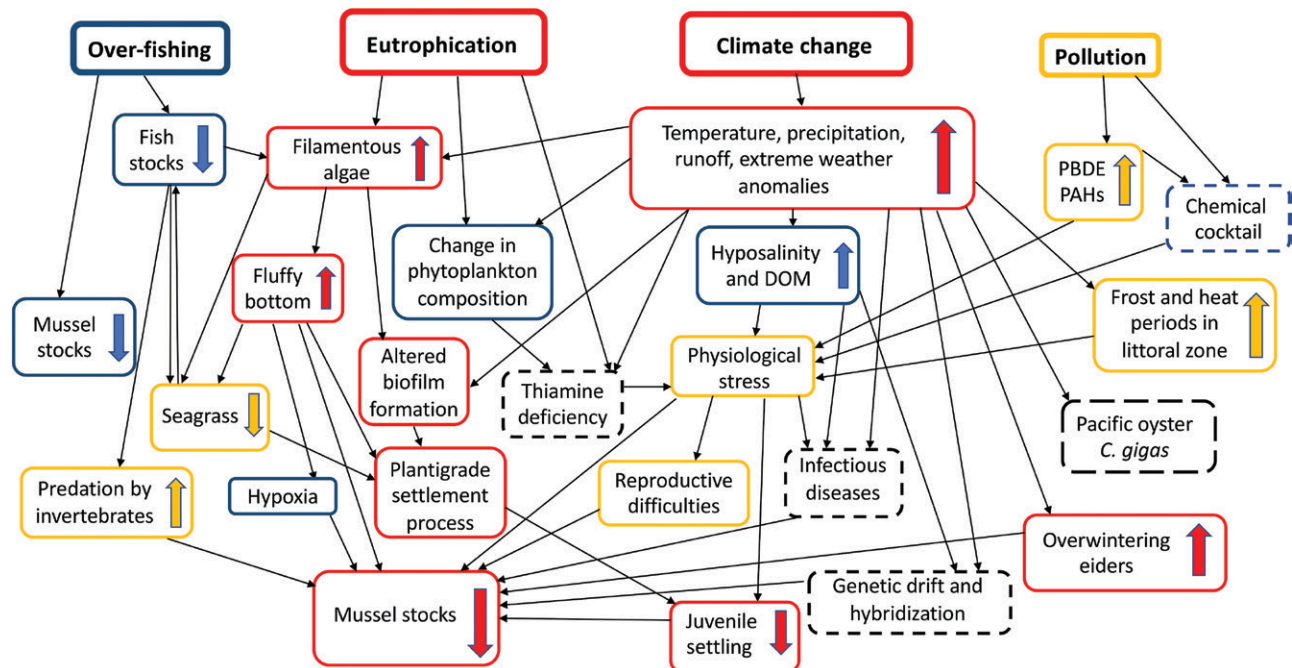 Over-fishing
Eutrophication
Climate change
Pollution
Fish
stocks
Filamentous
algae
Temperature, precipitation,
runoff, extreme weather
anomalies
PBDE
PAHs
Chemical
cocktail
Change in
phytoplankton
composition
Hyposalinity
and DOM
Fluffy
bottom
Mussel
stocks
Frost and heat
periods in
littoral zone
Altered
biofilm
formation
Physiological
stress
Thiamine
deficiency
Seagrass
Pacific oyster
C. gigas
Plantigrade
settlement
process
Infectious
diseases
Reproductive
difficulties
Predation by
invertebrates
Hypoxia
Overwintering
eiders
Genetic drift and
hybridization
Mussel stocks
Juvenile
settling